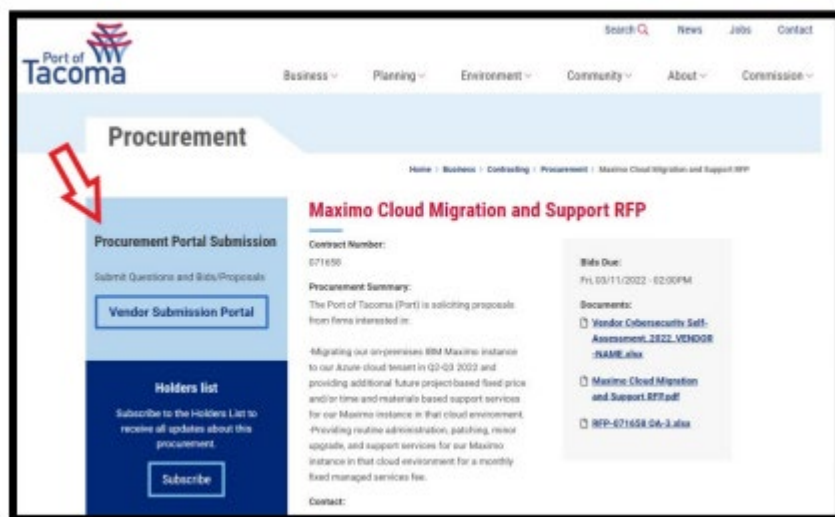 Port of
Tacoma
Search News Jobs Contact
Business Planning Environment Community About Commission
Procurement
Home Business Contracting Procurement Maximo Cloud Migration and Support RFP
Procurement Portal Submission
Submit Questions and Bids/Proposals
Vendor Submission Portal
Holders list
Subscribe to the Holders List to
receive all updates about this
procurement.
Subscribe
Maximo Cloud Migration and Support RFP
Contract Number:
071658
Procurement Summary:
The Port of Tacoma (Port) is soliciting proposals
from firms interested in:
-Migrating our on-premises IBM Maximo instance
to our Azure cloud tenant in Q2-Q3 2022 and
providing additional future project-based fixed price
and/or time and materials based support services
for our Maximo instance in that cloud environment.
-Providing routine administration, patching, minor
upgrade, and support services for our Maximo
instance in that cloud environment for a monthly
fixed managed services fee.
Contact:
Bids Due:
Fri, 03/11/2022 - 02:00PM
Documents:
Vendor Cybersecurity Self-
Assessment_2022_VENDOR
-NAME.xlsx
Maximo Cloud Migration
and Support RFP.pdf
RFP-071658 QA-3.xlsx